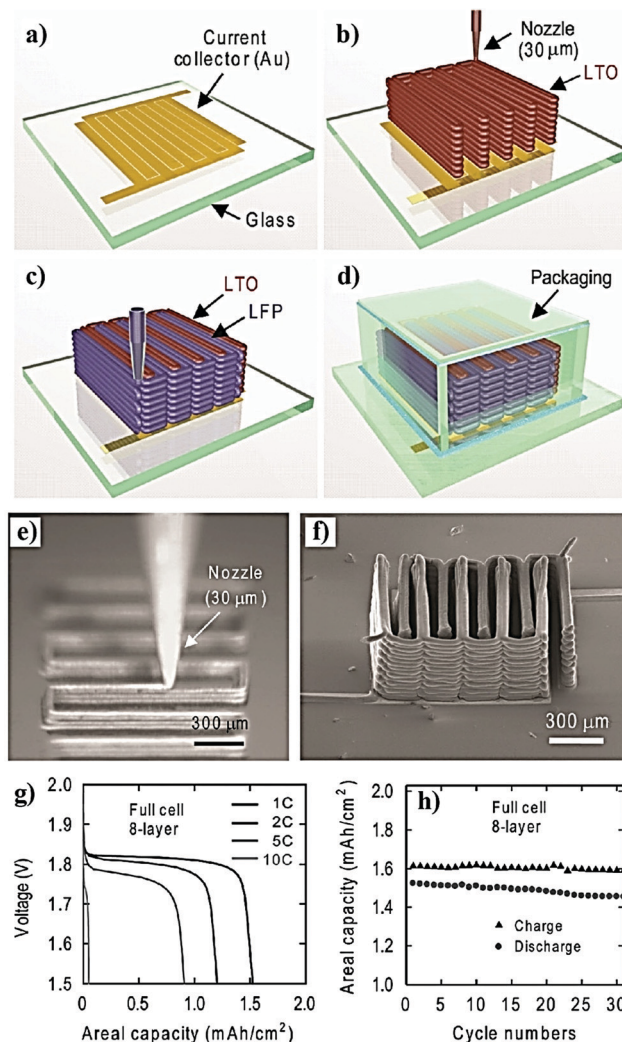 a)
Current
collector (Au)
Glass
b)
Nozzle
(30 μm)
LTO
c)
LTO
LFP
d)
Packaging
e)
Nozzle
(30 μm)
300 μm
f)
300 μm
g)
Full cell
8-layer
1C
2C
5C
10C
2.0
1.9
1.8
1.7
1.6
1.5
Voltage (V)
0
0.5
1.0
1.5
2.0
Areal capacity (mAh/cm²)
h)
Full cell
8-layer
Charge
Discharge
2.0
1.8
1.6
1.4
1.2
1.0
Areal capacity (mAh/cm²)
0
5
10
15
20
25
30
Cycle numbers